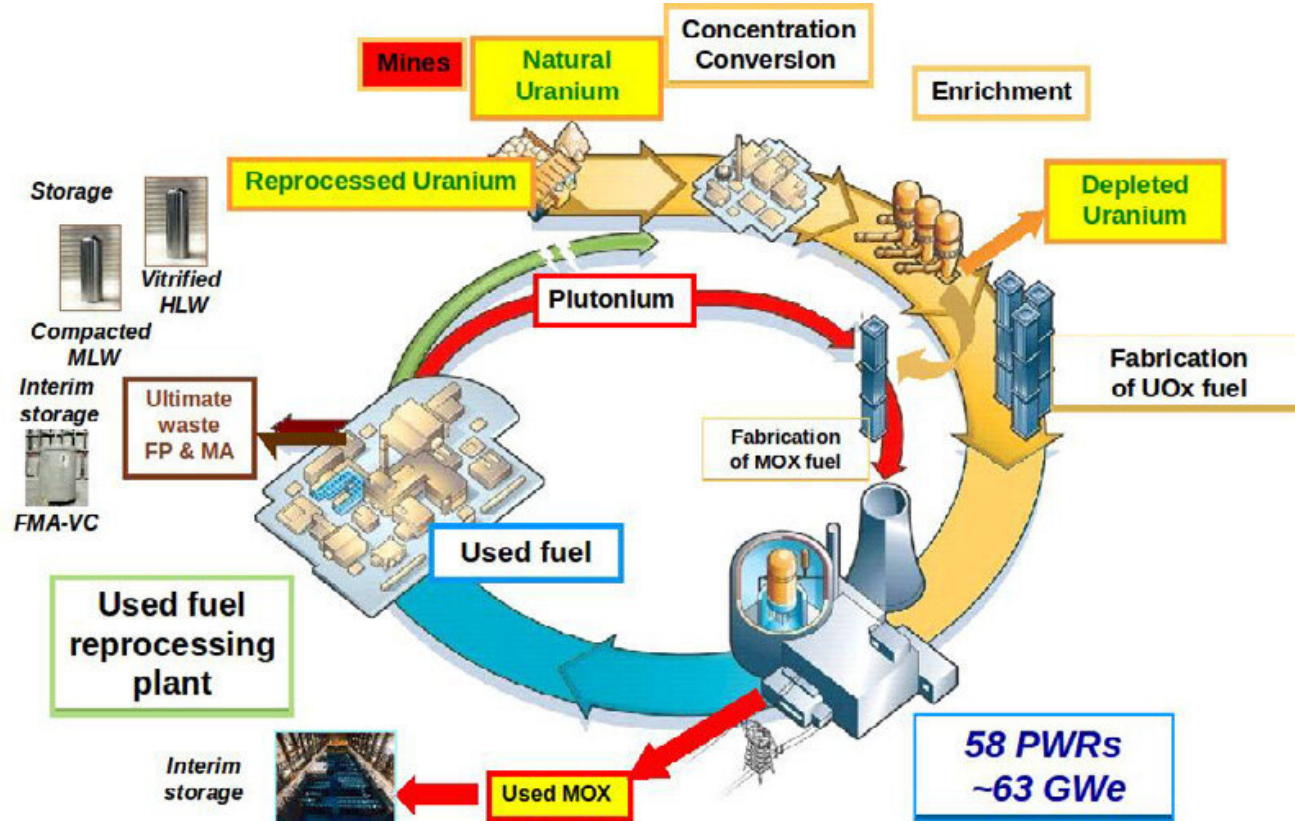 Mines
Natural
Uranium
Concentration
Conversion
Enrichment
Reprocessed Uranium
Depleted
Uranium
Storage
Vitrified
HLW
Compacted
MLW
Plutonium
Interim
storage
FMA-VC
Ultimate
waste
FP & MA
Fabrication
of MOX fuel
Fabrication
of UOx fuel
Used fuel
Used fuel
reprocessing
plant
Interim
storage
Used MOX
58 PWRs
~63 GWe